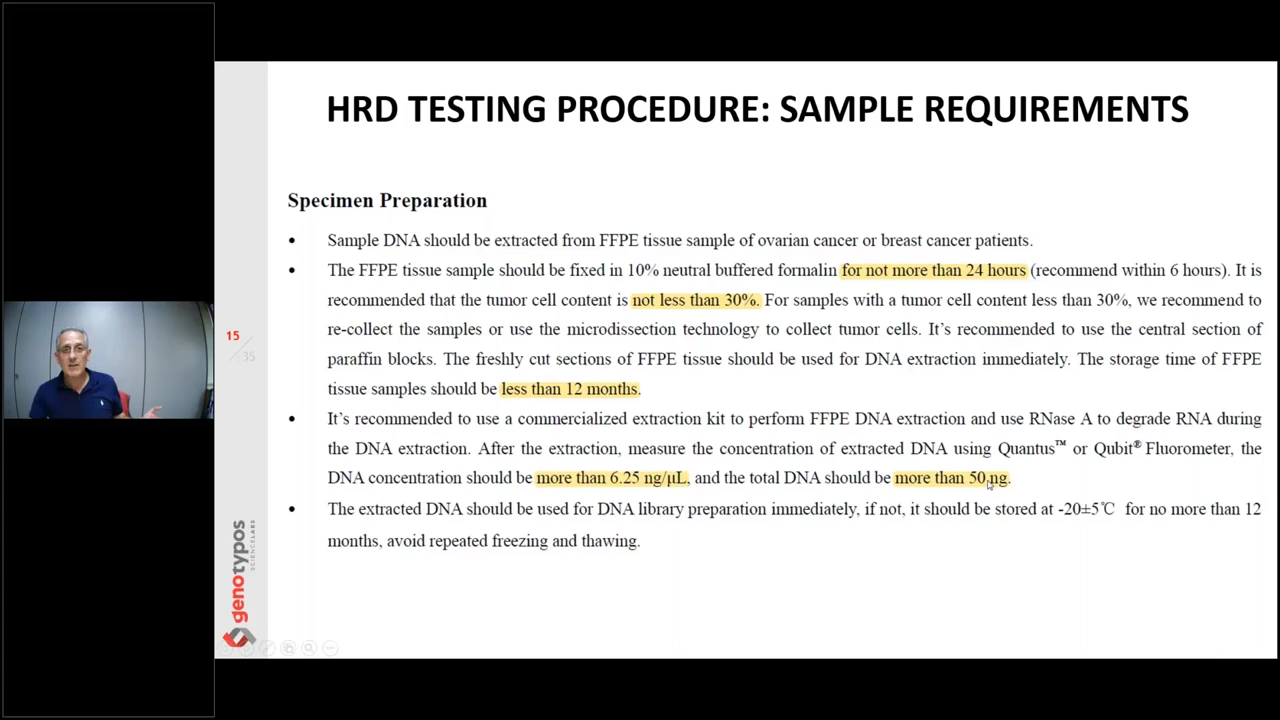 HRD TESTING PROCEDURE: SAMPLE REQUIREMENTS
Specimen Preparation
• Sample DNA should be extracted from FFPE tissue sample of ovarian cancer or breast cancer patients.
• The FFPE tissue sample should be fixed in 10% neutral buffered formalin for not more than 24 hours (recommend within 6 hours). It is
recommended that the tumor cell content is not less than 30%. For samples with a tumor cell content less than 30%, we recommend to
re-collect the samples or use the microdissection technology to collect tumor cells. It's recommended to use the central section of
paraffin blocks. The freshly cut sections of FFPE tissue should be used for DNA extraction immediately. The storage time of FFPE
tissue samples should be less than 12 months.
• It's recommended to use a commercialized extraction kit to perform FFPE DNA extraction and use RNase A to degrade RNA during
the DNA extraction. After the extraction, measure the concentration of extracted DNA using Quantus™ or Qubit® Fluorometer, the
DNA concentration should be more than 6.25 ng/μL, and the total DNA should be more than 50 ng.
• The extracted DNA should be used for DNA library preparation immediately, if not, it should be stored at -20±5℃ for no more than 12
months, avoid repeated freezing and thawing.
15
35
genotypos
SCIENCELABS